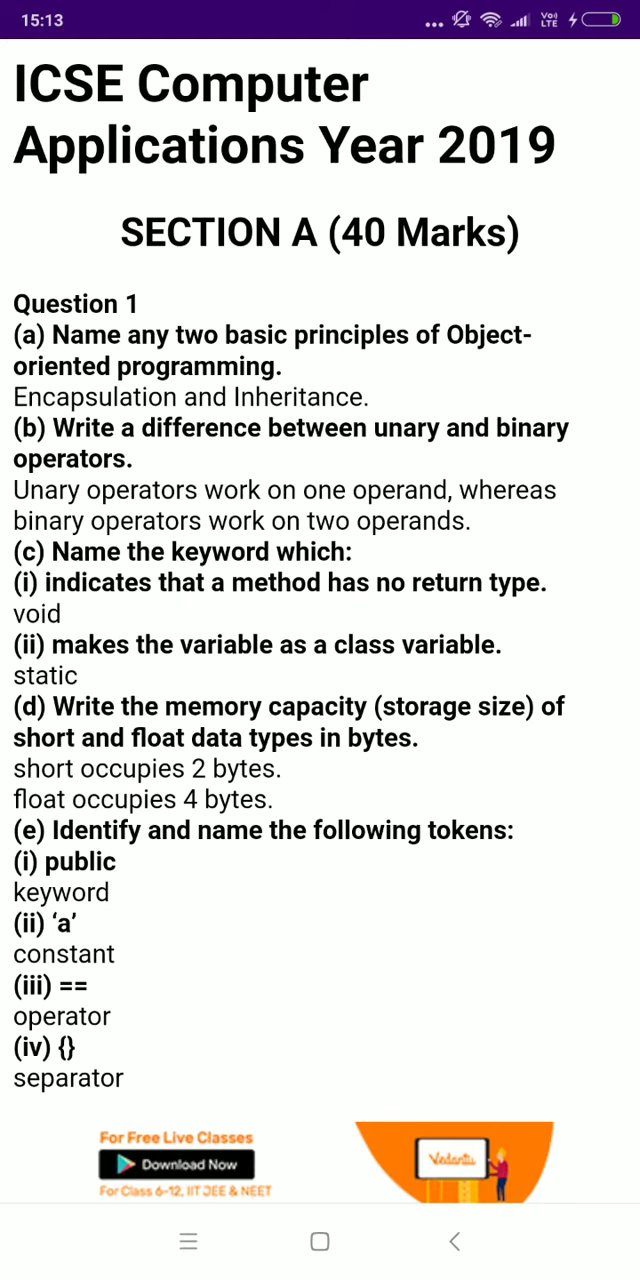 15:13
Vo)) LTE
ICSE Computer
Applications Year 2019
SECTION A (40 Marks)
Question 1
(a) Name any two basic principles of Object-
oriented programming.
Encapsulation and Inheritance.
(b) Write a difference between unary and binary
operators.
Unary operators work on one operand, whereas
binary operators work on two operands.
(c) Name the keyword which:
(i) indicates that a method has no return type.
void
(ii) makes the variable as a class variable.
static
(d) Write the memory capacity (storage size) of
short and float data types in bytes.
short occupies 2 bytes.
float occupies 4 bytes.
(e) Identify and name the following tokens:
(i) public
keyword
(ii) ‘a’
constant
(iii) ==
operator
(iv) {}
separator
For Free Live Classes
Download Now
For Class 6-12, IIT JEE & NEET
Vedantu